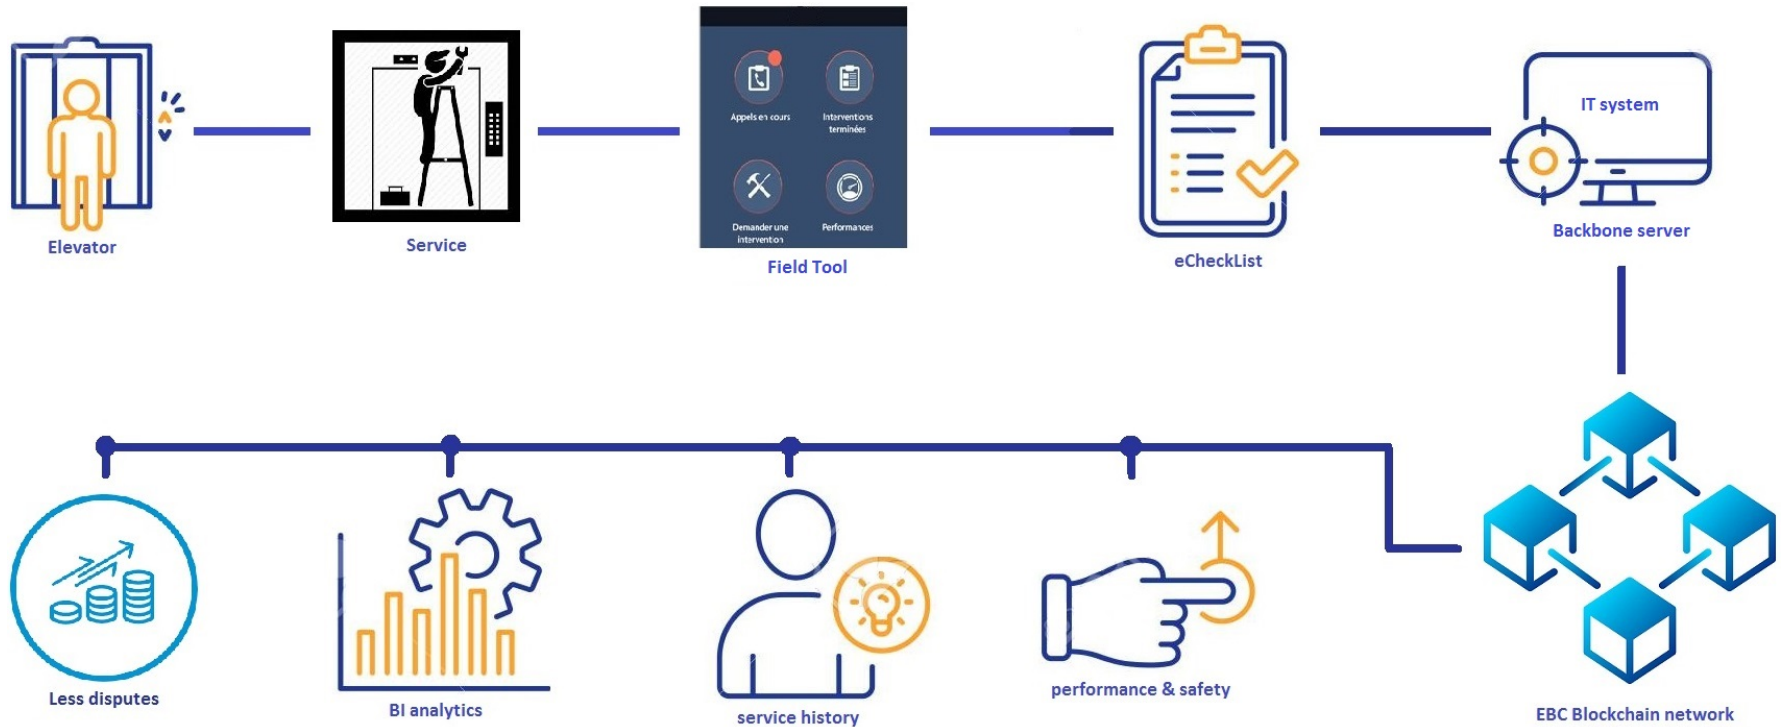 IT system
Appels en cours
Interventions
terminées
Demander une
intervention
Performances
Elevator
Service
Field Tool
eCheckList
Backbone server
Less disputes
BI analytics
service history
performance & safety
EBC Blockchain network